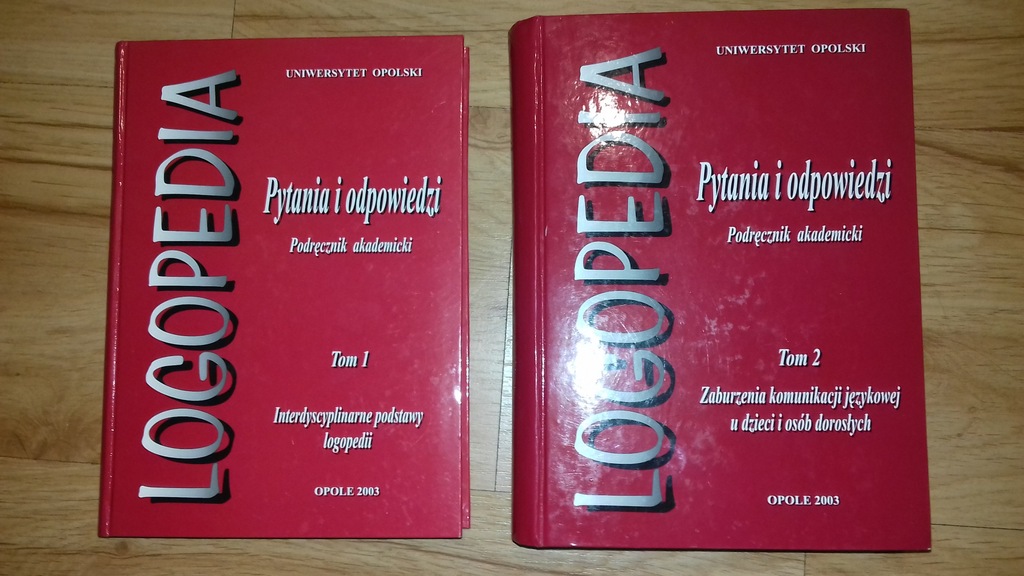 LOGOPEDIA
UNIWERSYTET OPOLSKI
Pytania i odpowiedzi
Podręcznik akademicki
Tom 1
Interdyscyplinarne podstawy
logopedii
OPOLE 2003
LOGOPEDIA
UNIWERSYTET OPOLSKI
Pytania i odpowiedzi
Podręcznik akademicki
Tom 2
Zaburzenia komunikacji językowej
u dzieci i osób dorosłych
OPOLE 2003